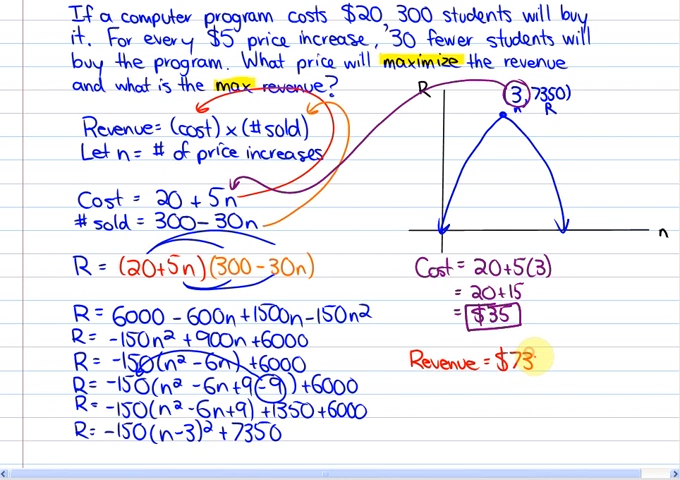 If a computer program costs $20, 300 students will buy
it. For every $5 price increase, 30 fewer students will
buy the program. What price will maximize the revenue
and what is the max revenue?
Revenue = (cost) x (# sold)
Let n = # of price increases
Cost = 20 + 5n
# sold = 300 - 30n
R = (20+5n)(300-30n)
R = 6000 - 600n + 1500n - 150n²
R = -150n² + 900n + 6000
R = -150(n² - 6n) + 6000
R = -150(n² - 6n + 9 - 9) + 6000
R = -150(n² - 6n + 9) + 1350 + 6000
R = -150(n - 3)² + 7350
R
(3, 7350)
n R
n
Cost = 20+5(3)
= 20+15
= $35
Revenue = $73